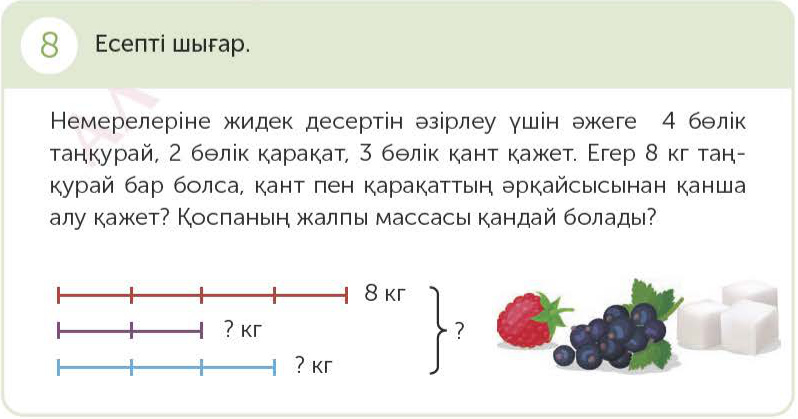 8 Есепті шығар.
Немерелеріне жидек десертін әзірлеу үшін әжеге 4 бөлік
таңқурай, 2 бөлік қарақат, 3 бөлік қант қажет. Егер 8 кг таң-
қурай бар болса, қант пен қарақаттың әрқайсысынан қанша
алу қажет? Қоспаның жалпы массасы қандай болады?
8 кг
? кг
?
? кг